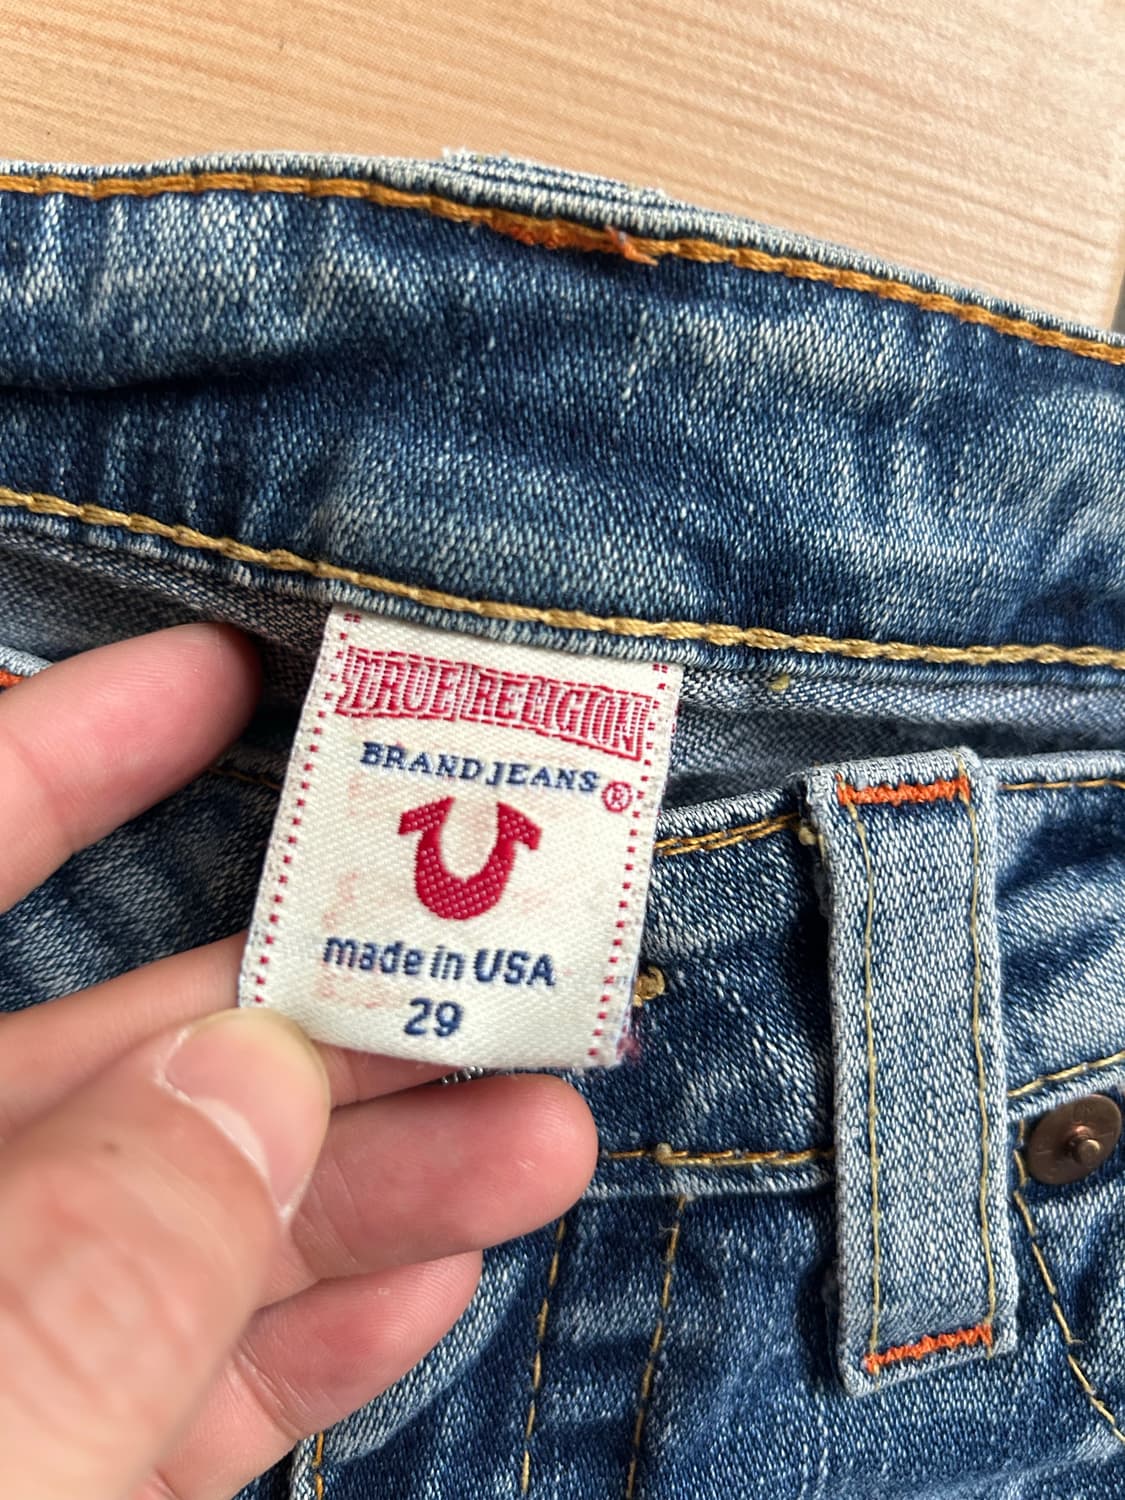 TRUE RELIGION
BRAND JEANS ®
made in USA
29